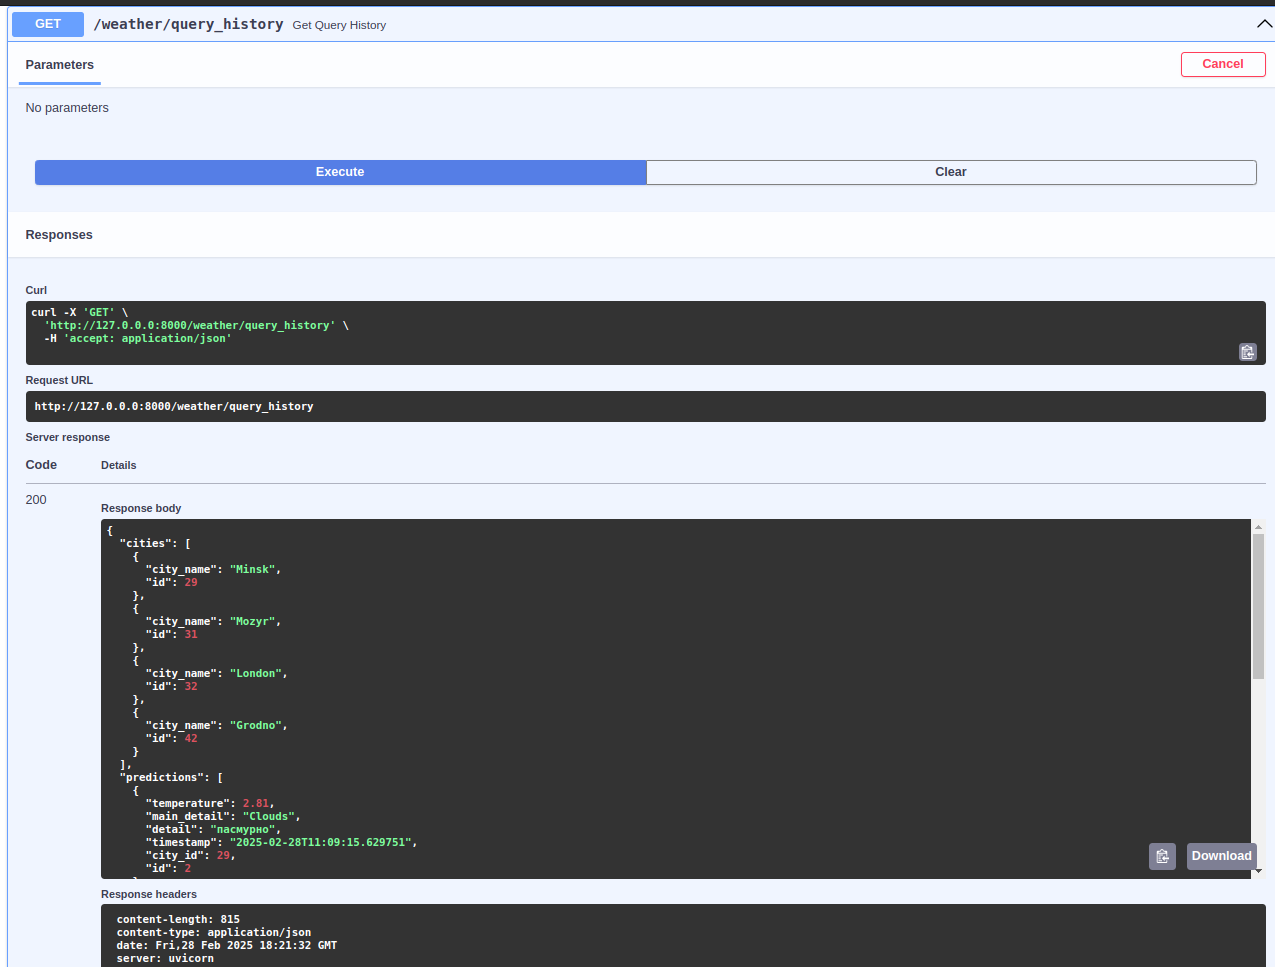 GET /weather/query_history Get Query History
Parameters
Cancel
No parameters
Execute
Clear
Responses
Curl
curl -X 'GET' \
  'http://127.0.0.0:8000/weather/query_history' \
  -H 'accept: application/json'
Request URL
http://127.0.0.0:8000/weather/query_history
Server response
Code Details
200
Response body
{
  "cities": [
    {
      "city_name": "Minsk",
      "id": 29
    },
    {
      "city_name": "Mozyr",
      "id": 31
    },
    {
      "city_name": "London",
      "id": 32
    },
    {
      "city_name": "Grodno",
      "id": 42
    }
  ],
  "predictions": [
    {
      "temperature": 2.81,
      "main_detail": "Clouds",
      "detail": "пасмурно",
      "timestamp": "2025-02-28T11:09:15.629751",
      "city_id": 29,
      "id": 2
Download
Response headers
content-length: 815
content-type: application/json
date: Fri,28 Feb 2025 18:21:32 GMT
server: uvicorn